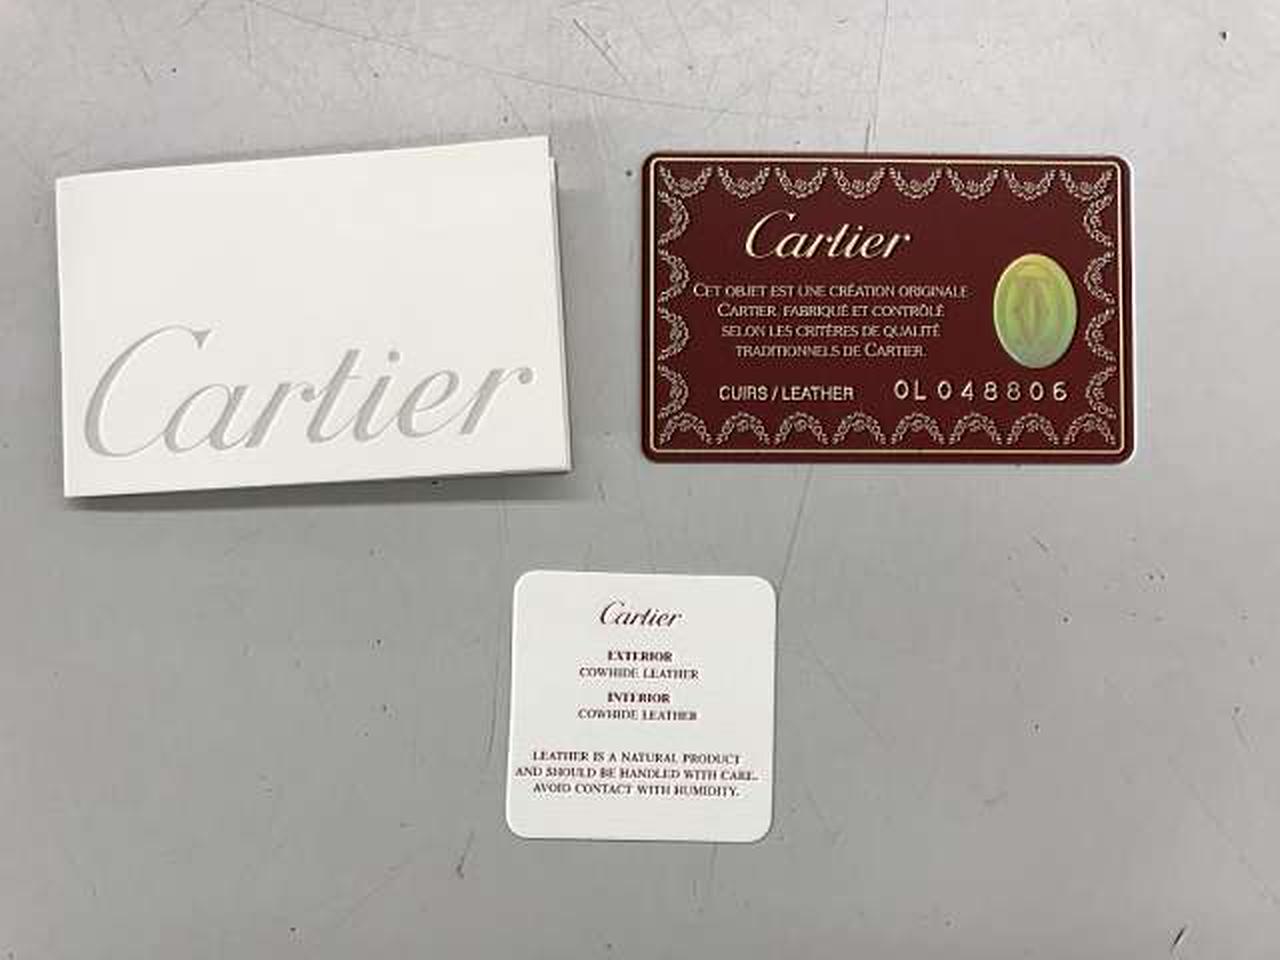 Cartier
Cartier
CET OBJET EST UNE CRÉATION ORIGINALE
CARTIER, FABRIQUÉ ET CONTRÔLÉ
SELON LES CRITÈRES DE QUALITÉ
TRADITIONNELS DE CARTIER.
CUIRS / LEATHER OL048806
Cartier
EXTERIOR
COWHIDE LEATHER
INTERIOR
COWHIDE LEATHER
LEATHER IS A NATURAL PRODUCT
AND SHOULD BE HANDLED WITH CARE.
AVOID CONTACT WITH HUMIDITY.